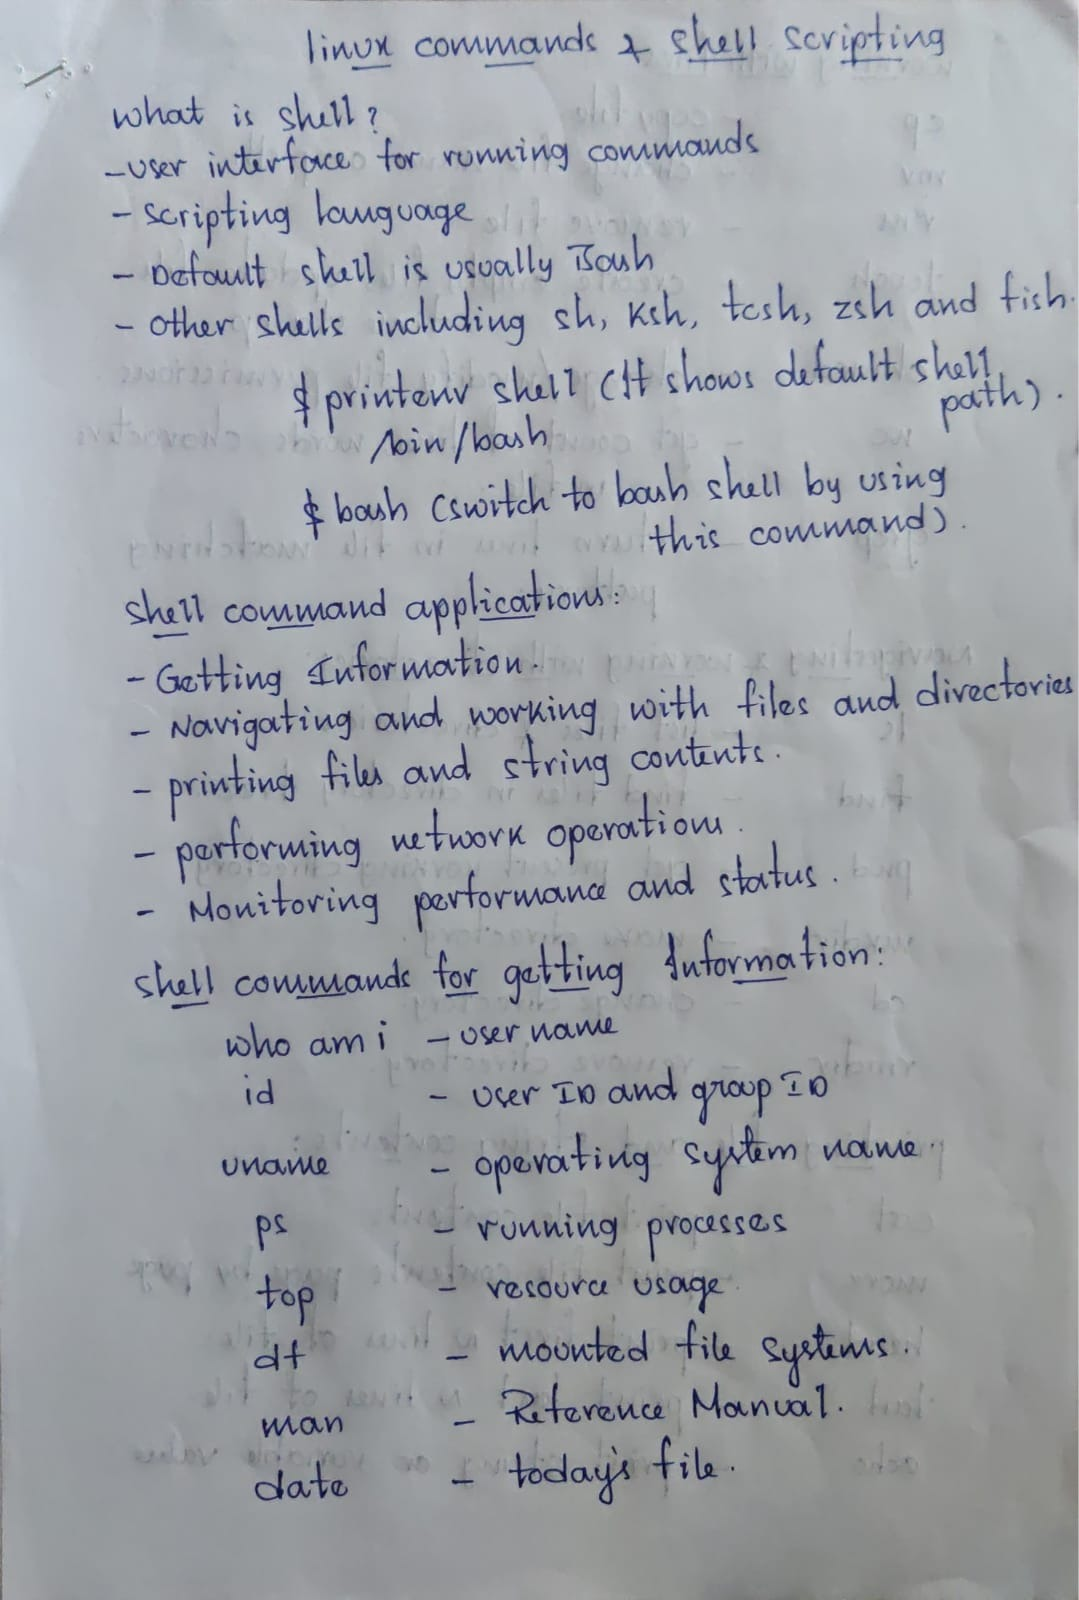 linux commands & shell scripting
what is shell?
- user interface for running commands
- scripting language
- Default shell is usually Bash
- other shells including sh, Ksh, tcsh, zsh and fish.
$ printenv shell (It shows default shell
path).
/bin/bash
$ bash (switch to bash shell by using
this command).
shell command applications:
- Getting Information.
- Navigating and working with files and directories
- printing files and string contents.
- performing network operations.
- Monitoring performance and status.
shell commands for getting Information:
who am i - user name
id - user ID and group ID
uname - operating system name.
ps - running processes
top - resource usage.
df - mounted file systems.
man - Reference Manual.
date - today's file.